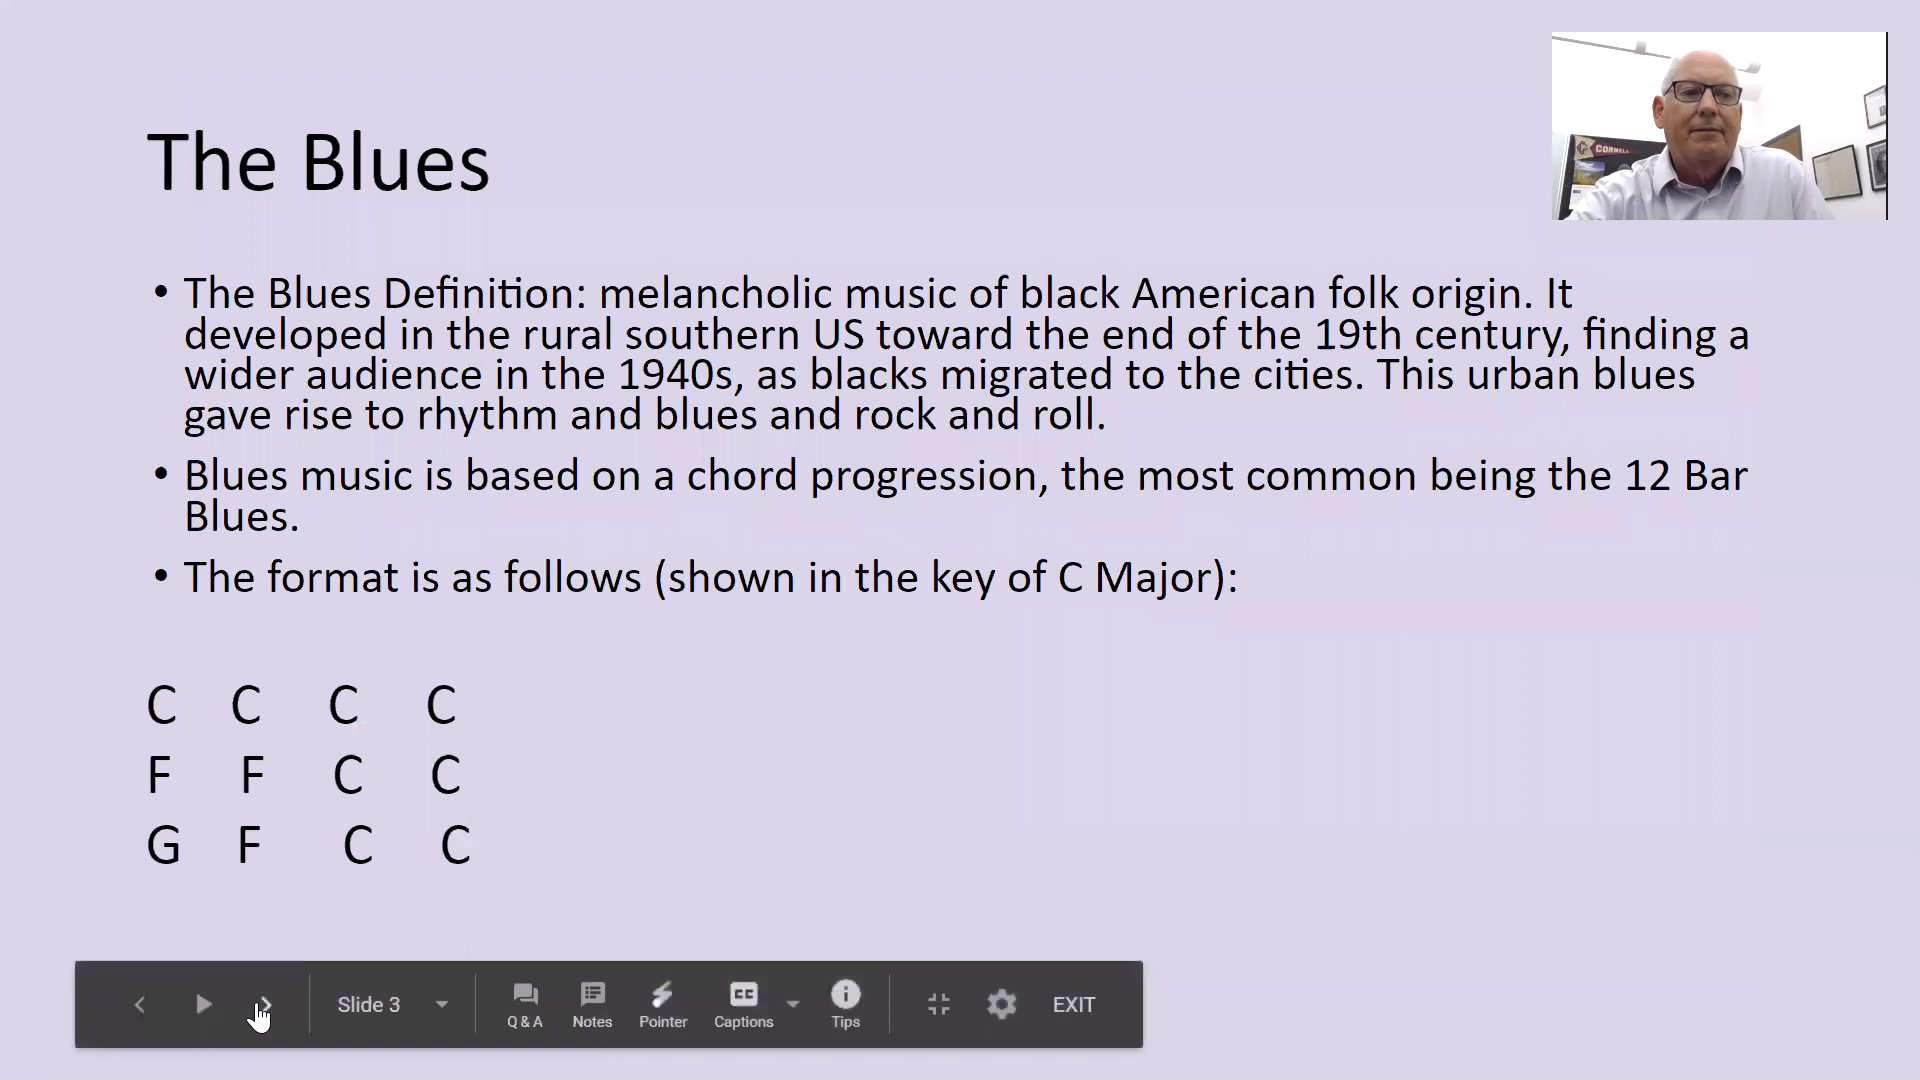 The Blues
CORNELL
• The Blues Definition: melancholic music of black American folk origin. It
developed in the rural southern US toward the end of the 19th century, finding a
wider audience in the 1940s, as blacks migrated to the cities. This urban blues
gave rise to rhythm and blues and rock and roll.
• Blues music is based on a chord progression, the most common being the 12 Bar
Blues.
• The format is as follows (shown in the key of C Major):
C C C C
F F C C
G F C C
Slide 3
Q & A Notes Pointer Captions Tips EXIT